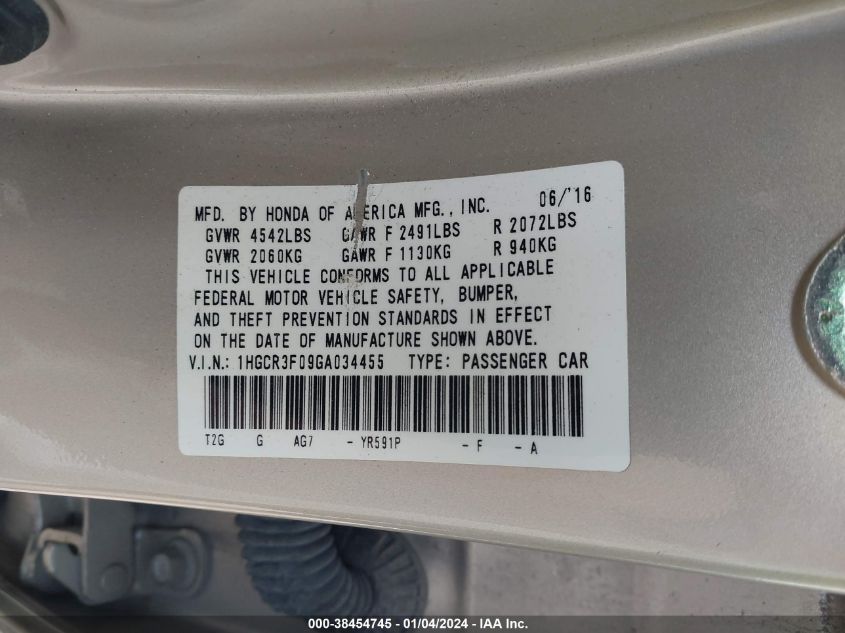 MFD. BY HONDA OF AMERICA MFG., INC. 06/'16
GVWR 4542LBS GAWR F 2491LBS R 2072LBS
GVWR 2060KG GAWR F 1130KG R 940KG
THIS VEHICLE CONFORMS TO ALL APPLICABLE
FEDERAL MOTOR VEHICLE SAFETY, BUMPER,
AND THEFT PREVENTION STANDARDS IN EFFECT
ON THE DATE OF MANUFACTURE SHOWN ABOVE.
V.I.N.: 1HGCR3F09GA034455 TYPE: PASSENGER CAR
T2G G AG7 - YR591P - F - A
000-38454745 - 01/04/2024 - IAA Inc.